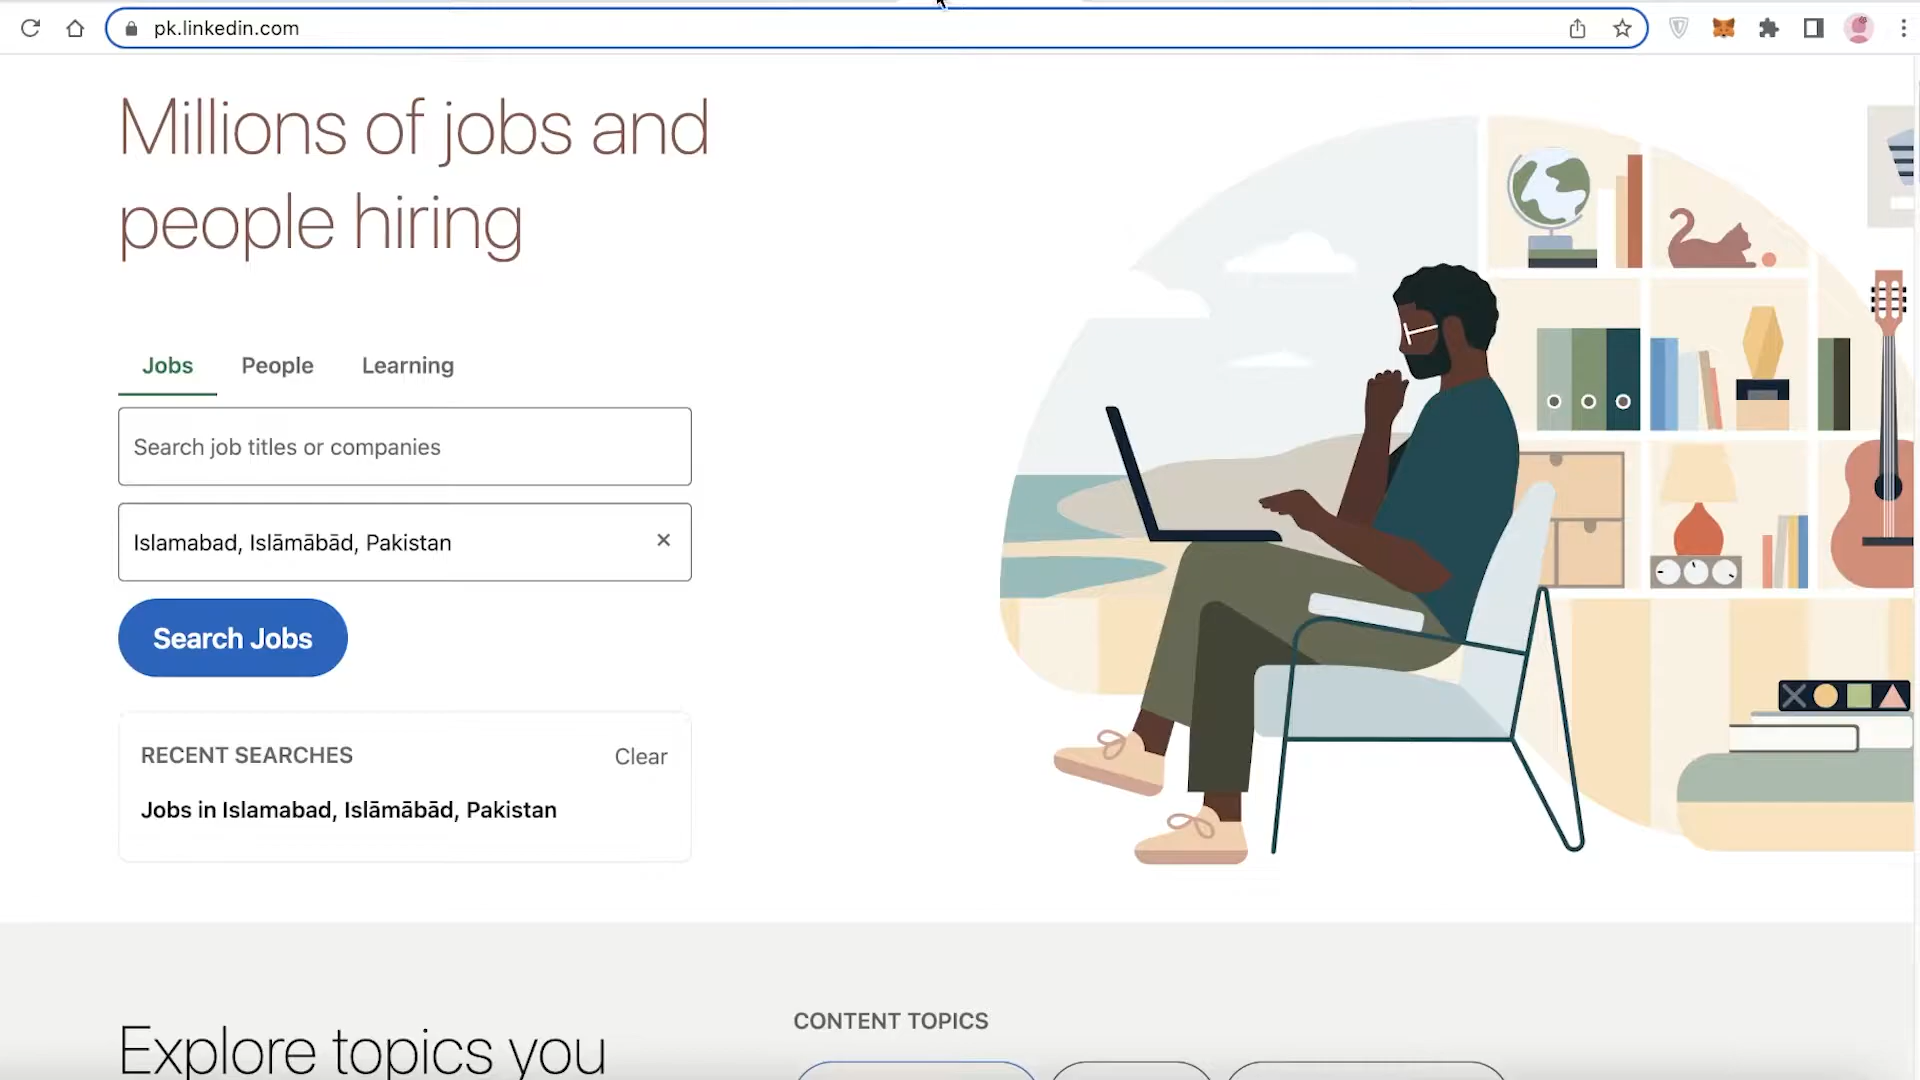 pk.linkedin.com
Millions of jobs and
people hiring
Jobs People Learning
Search job titles or companies
Islamabad, Islāmābād, Pakistan
Search Jobs
RECENT SEARCHES Clear
Jobs in Islamabad, Islāmābād, Pakistan
Explore topics you
CONTENT TOPICS